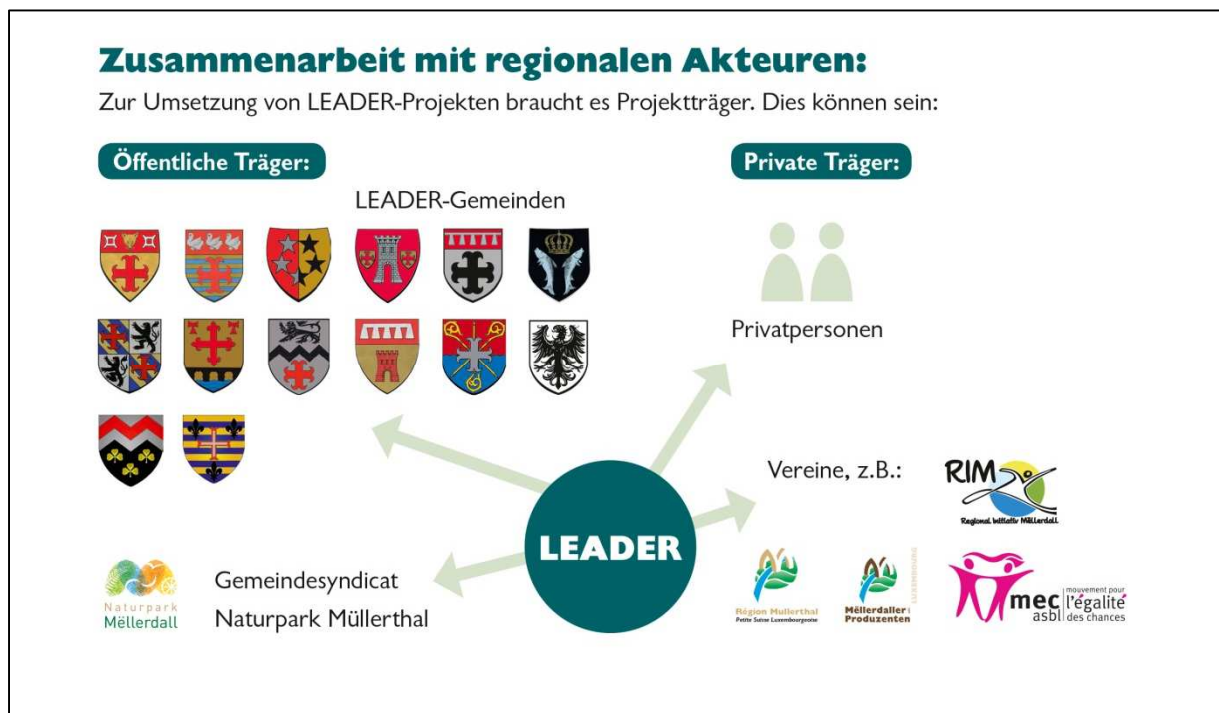 Zusammenarbeit mit regionalen Akteuren:
Zur Umsetzung von LEADER-Projekten braucht es Projektträger. Dies können sein:
Öffentliche Träger:
LEADER-Gemeinden
Naturpark
Mëllerdall
Gemeindesyndicat
Naturpark Müllerthal
LEADER
Private Träger:
Privatpersonen
Vereine, z.B.:
RIM
Regional Initiativ Mëllerdall
Région Mullerthal
Petite Suisse Luxembourgeoise
Mëllerdaller
Produzenten
mec
asbl
mouvement pour
l'égalité
des chances